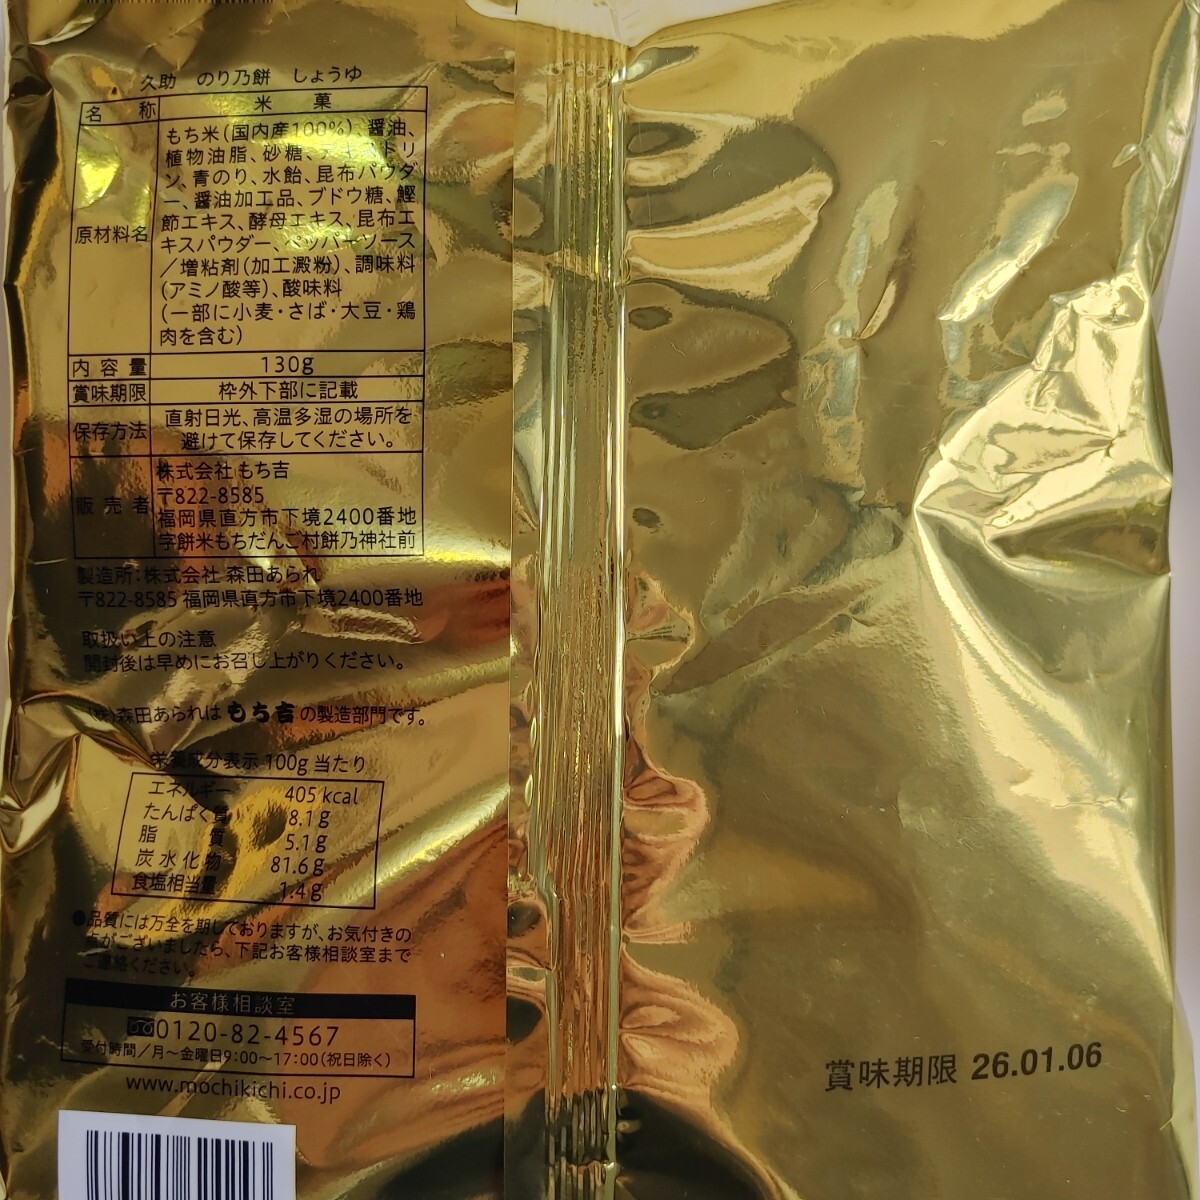 久助 のり乃餅 しょうゆ
名称 米菓
原材料名 もち米(国内産100%)、醤油、
植物油脂、砂糖、デキストリ
ン、青のり、水飴、昆布パウダ
ー、醤油加工品、ブドウ糖、鰹
節エキス、酵母エキス、昆布エ
キスパウダー、ペッパーソース
/増粘剤(加工澱粉)、調味料
(アミノ酸等)、酸味料
(一部に小麦・さば・大豆・鶏
肉を含む)
内容量 130g
賞味期限 枠外下部に記載
保存方法 直射日光、高温多湿の場所を
避けて保存してください。
販売者 株式会社 もち吉
〒822-8585
福岡県直方市下境2400番地
字餅米もちだんご村餅乃神社前
製造所:株式会社 森田あられ
〒822-8585 福岡県直方市下境2400番地
取扱い上の注意
開封後は早めにお召し上がりください。
(株)森田あられは もち吉 の製造部門です。
栄養成分表示 100g 当たり
エネルギー 405 kcal
たんぱく質 8.1g
脂質 5.1g
炭水化物 81.6g
食塩相当量 1.4g
●品質には万全を期しておりますが、お気付きの
点がございましたら、下記お客様相談室まで
ご連絡ください。
お客様相談室
0120-82-4567
受付時間/月〜金曜日9:00〜17:00(祝日除く)
www.mochikichi.co.jp
賞味期限 26.01.06